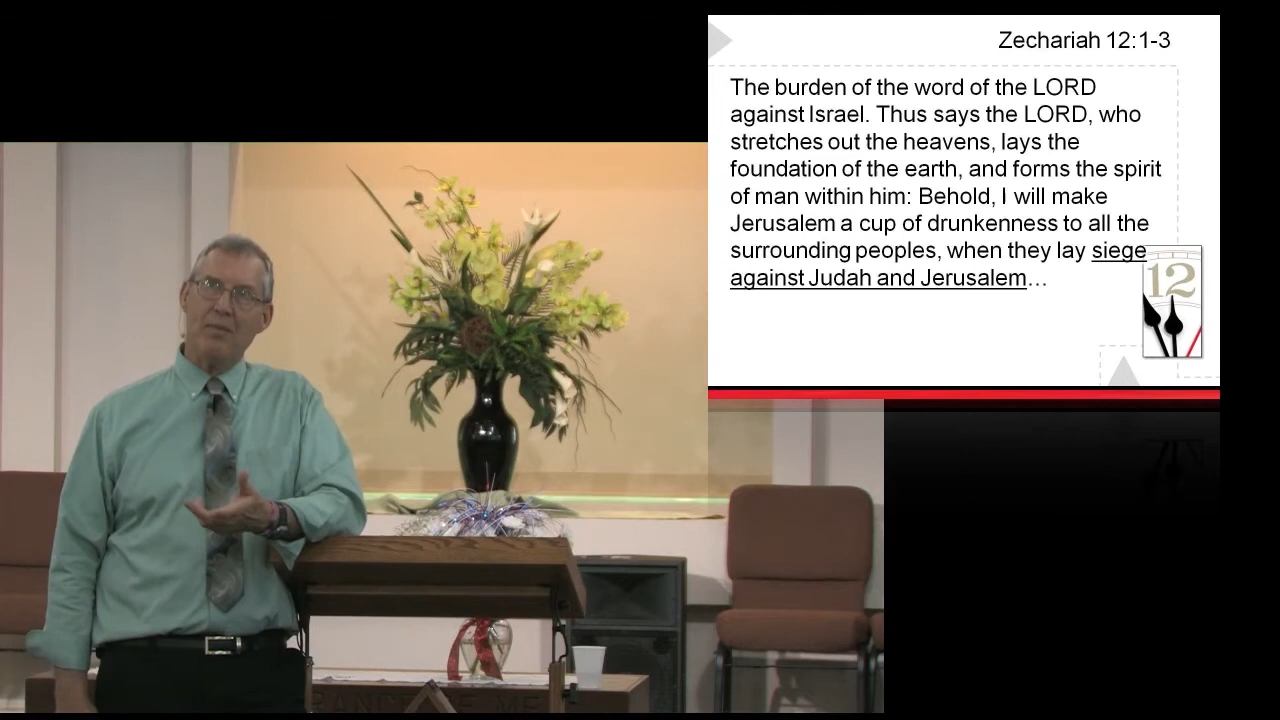 Zechariah 12:1-3
The burden of the word of the LORD
against Israel. Thus says the LORD, who
stretches out the heavens, lays the
foundation of the earth, and forms the spirit
of man within him: Behold, I will make
Jerusalem a cup of drunkenness to all the
surrounding peoples, when they lay siege
against Judah and Jerusalem…
12